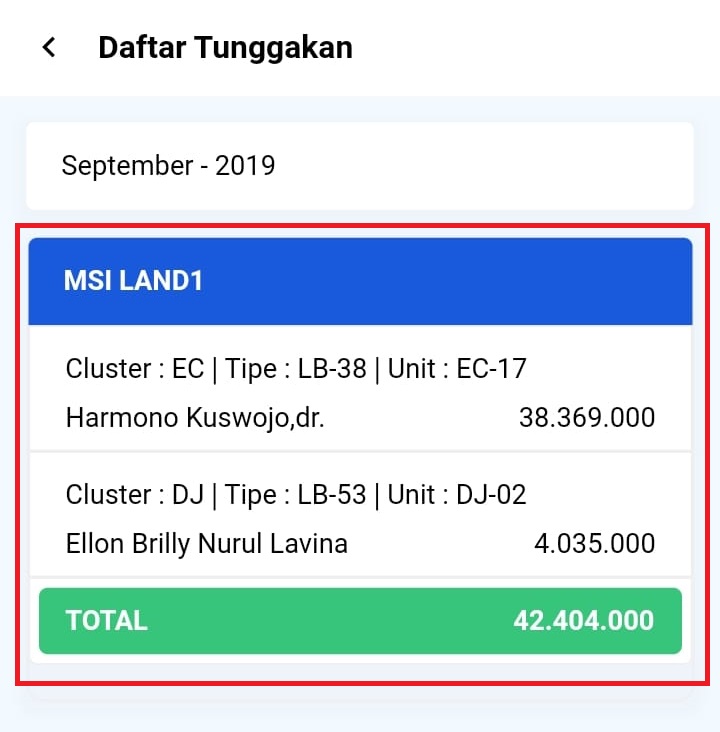 Daftar Tunggakan
September - 2019
MSI LAND1
Cluster : EC | Tipe : LB-38 | Unit : EC-17
Harmono Kuswojo,dr. 38.369.000
Cluster : DJ | Tipe : LB-53 | Unit : DJ-02
Ellon Brilly Nurul Lavina 4.035.000
TOTAL 42.404.000